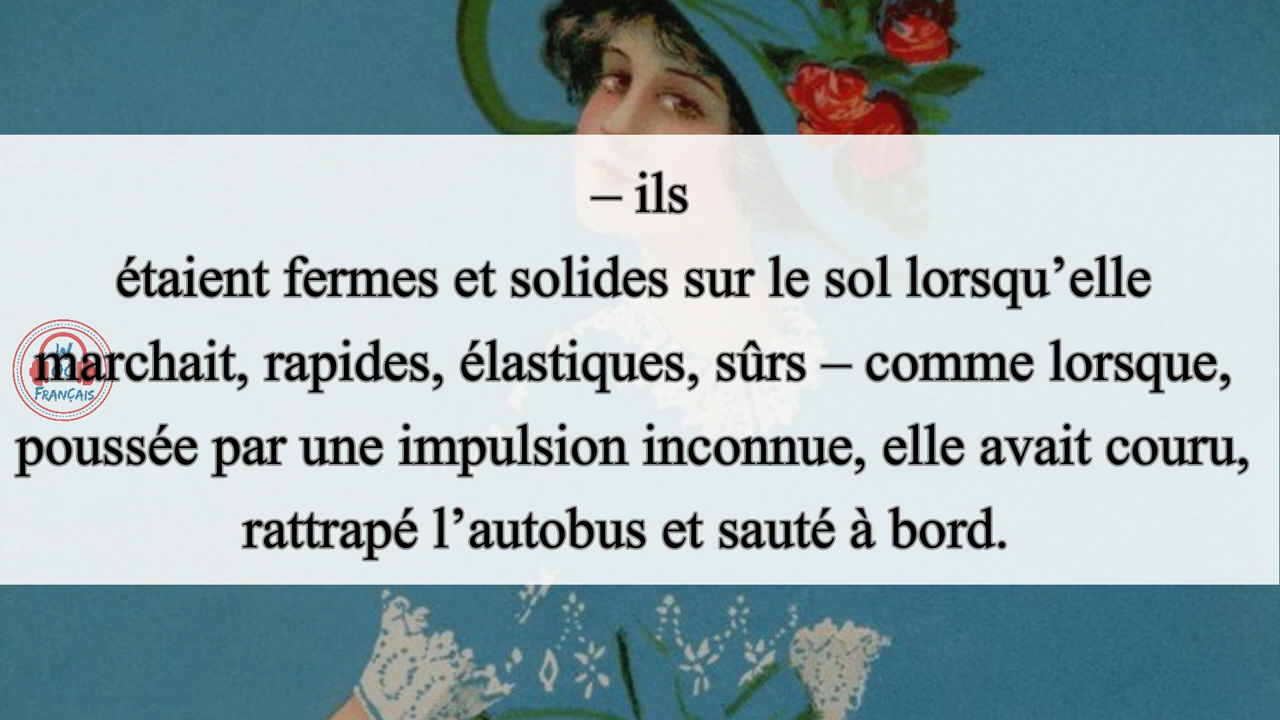 – ils
étaient fermes et solides sur le sol lorsqu’elle
marchait, rapides, élastiques, sûrs – comme lorsque,
poussée par une impulsion inconnue, elle avait couru,
rattrapé l’autobus et sauté à bord.
FRANÇAIS